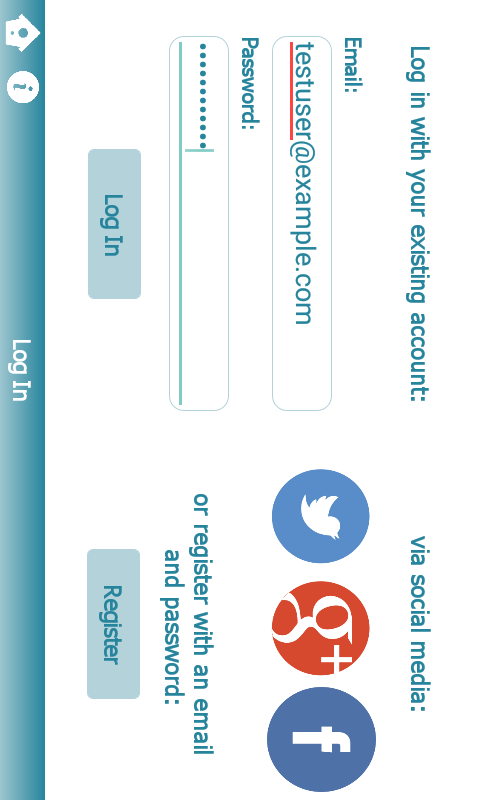 Log in with your existing account:
Email:
testuser@example.com
Password:
••••••••••••
Log In
via social media:
g+
f
or register with an email
and password:
Register
i
Log In